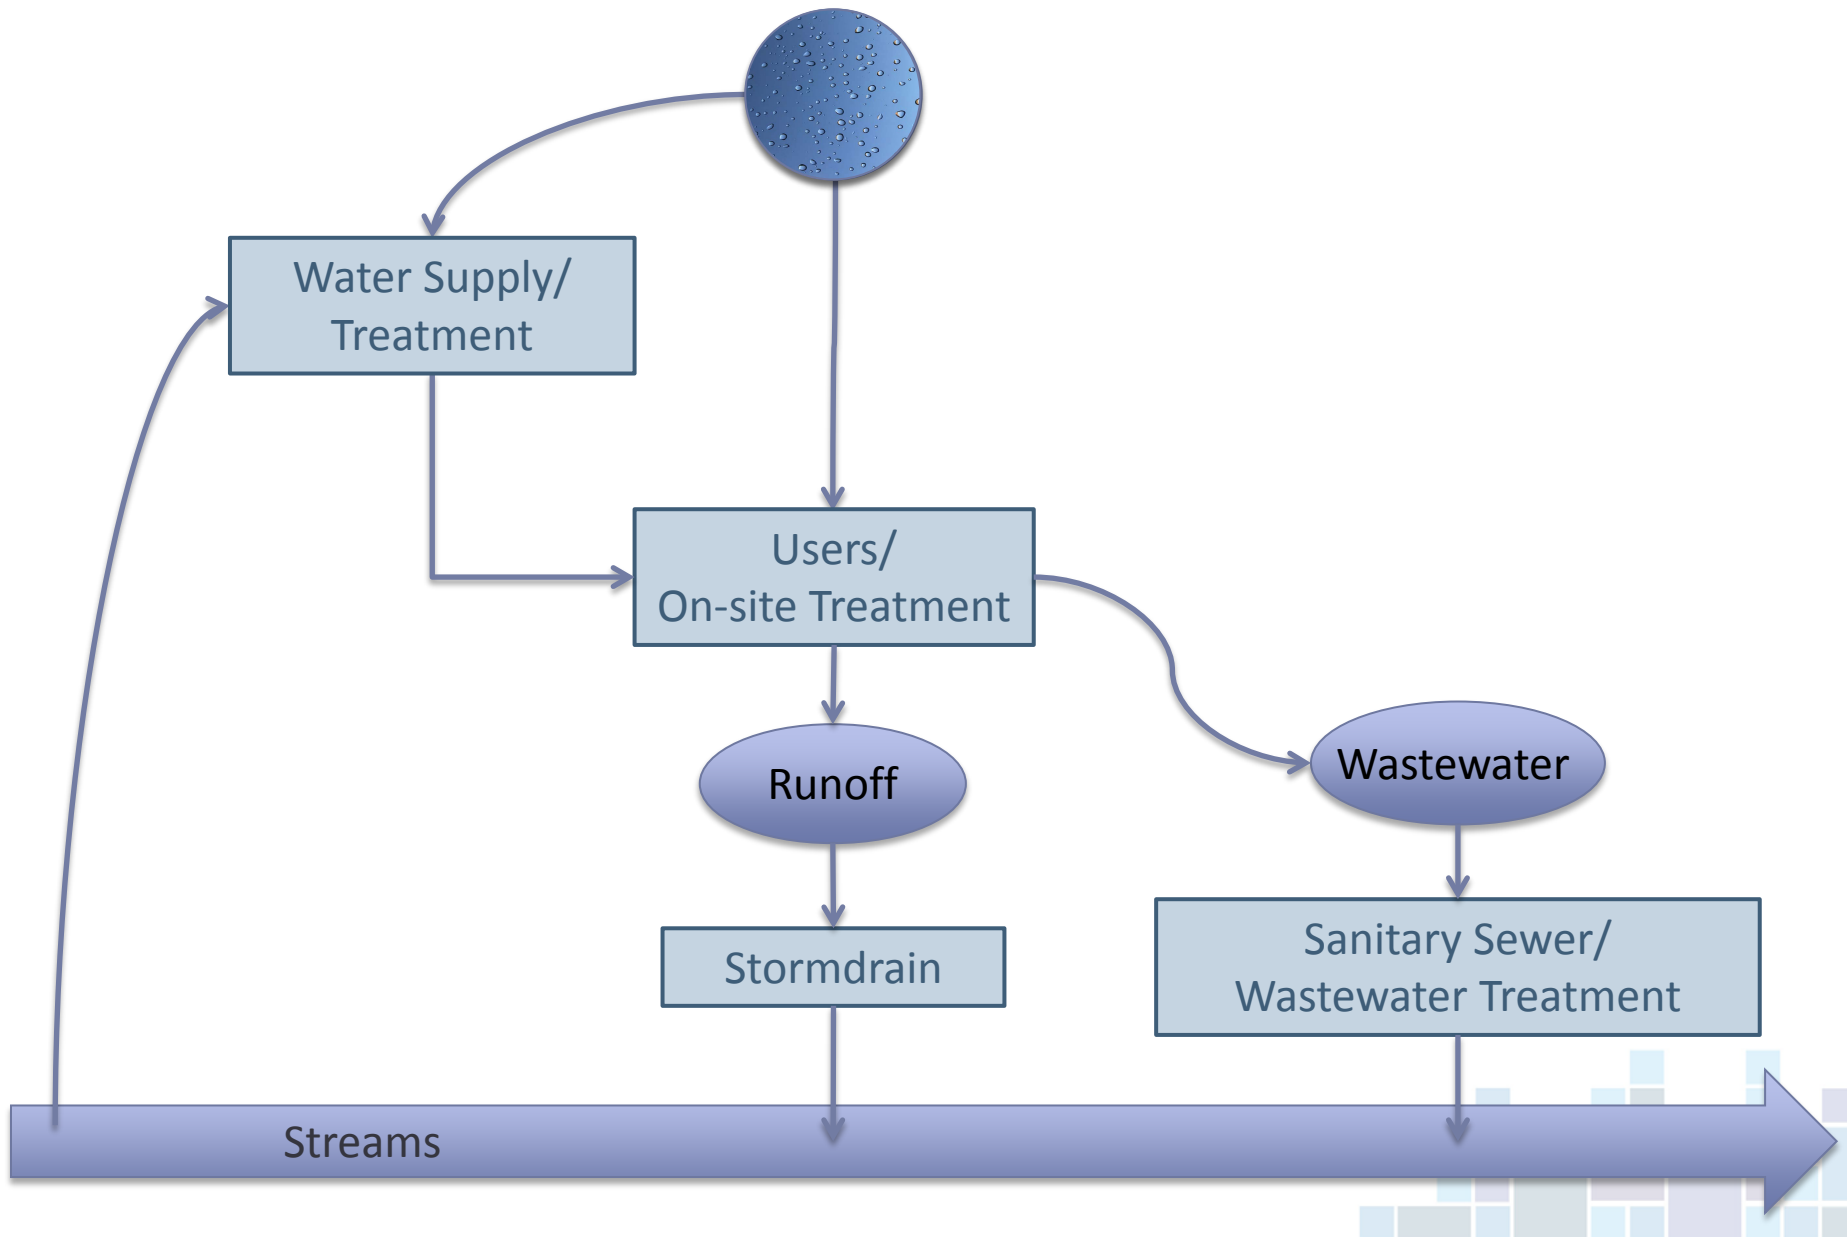 Water Supply/
Treatment
Users/
On-site Treatment
Runoff
Wastewater
Stormdrain
Sanitary Sewer/
Wastewater Treatment
Streams